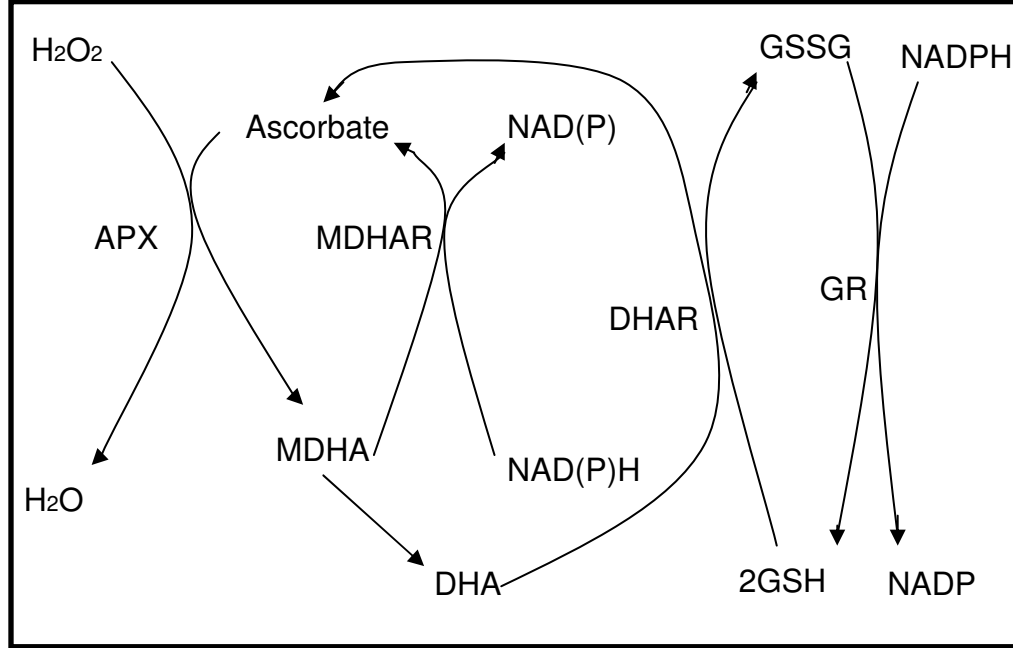 H2O2
GSSG
NADPH
Ascorbate
NAD(P)
APX
MDHAR
GR
DHAR
MDHA
NAD(P)H
H2O
DHA
2GSH
NADP